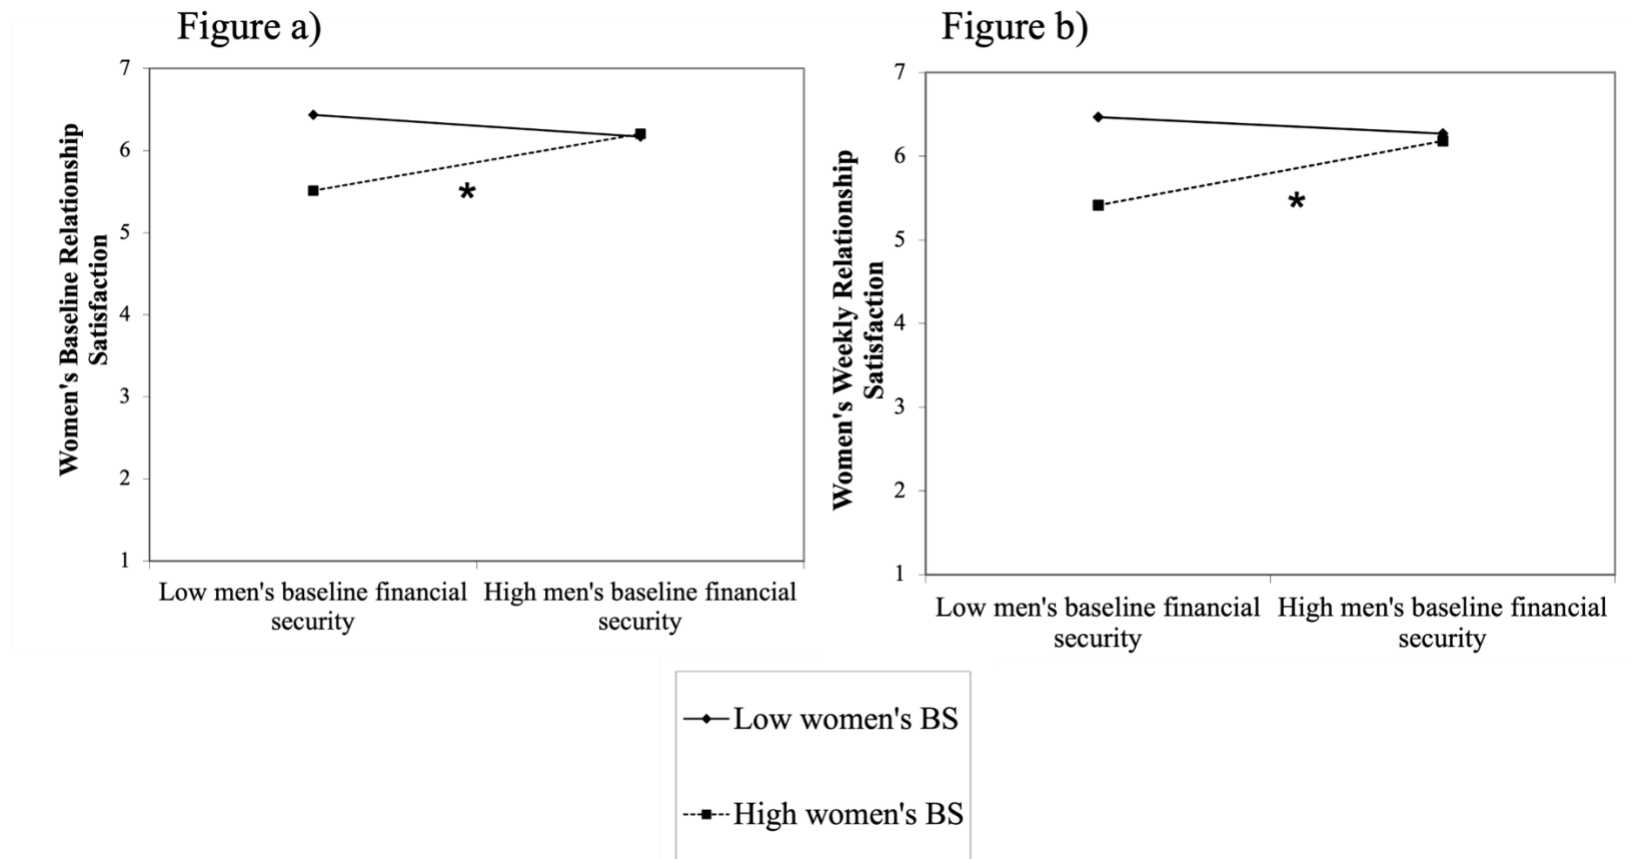 Figure a)
Women's Baseline Relationship
Satisfaction
7
6
5
4
3
2
1
*
Low men's baseline financial
security
High men's baseline financial
security
Figure b)
Women's Weekly Relationship
Satisfaction
7
6
5
4
3
2
1
*
Low men's baseline financial
security
High men's baseline financial
security
Low women's BS
High women's BS